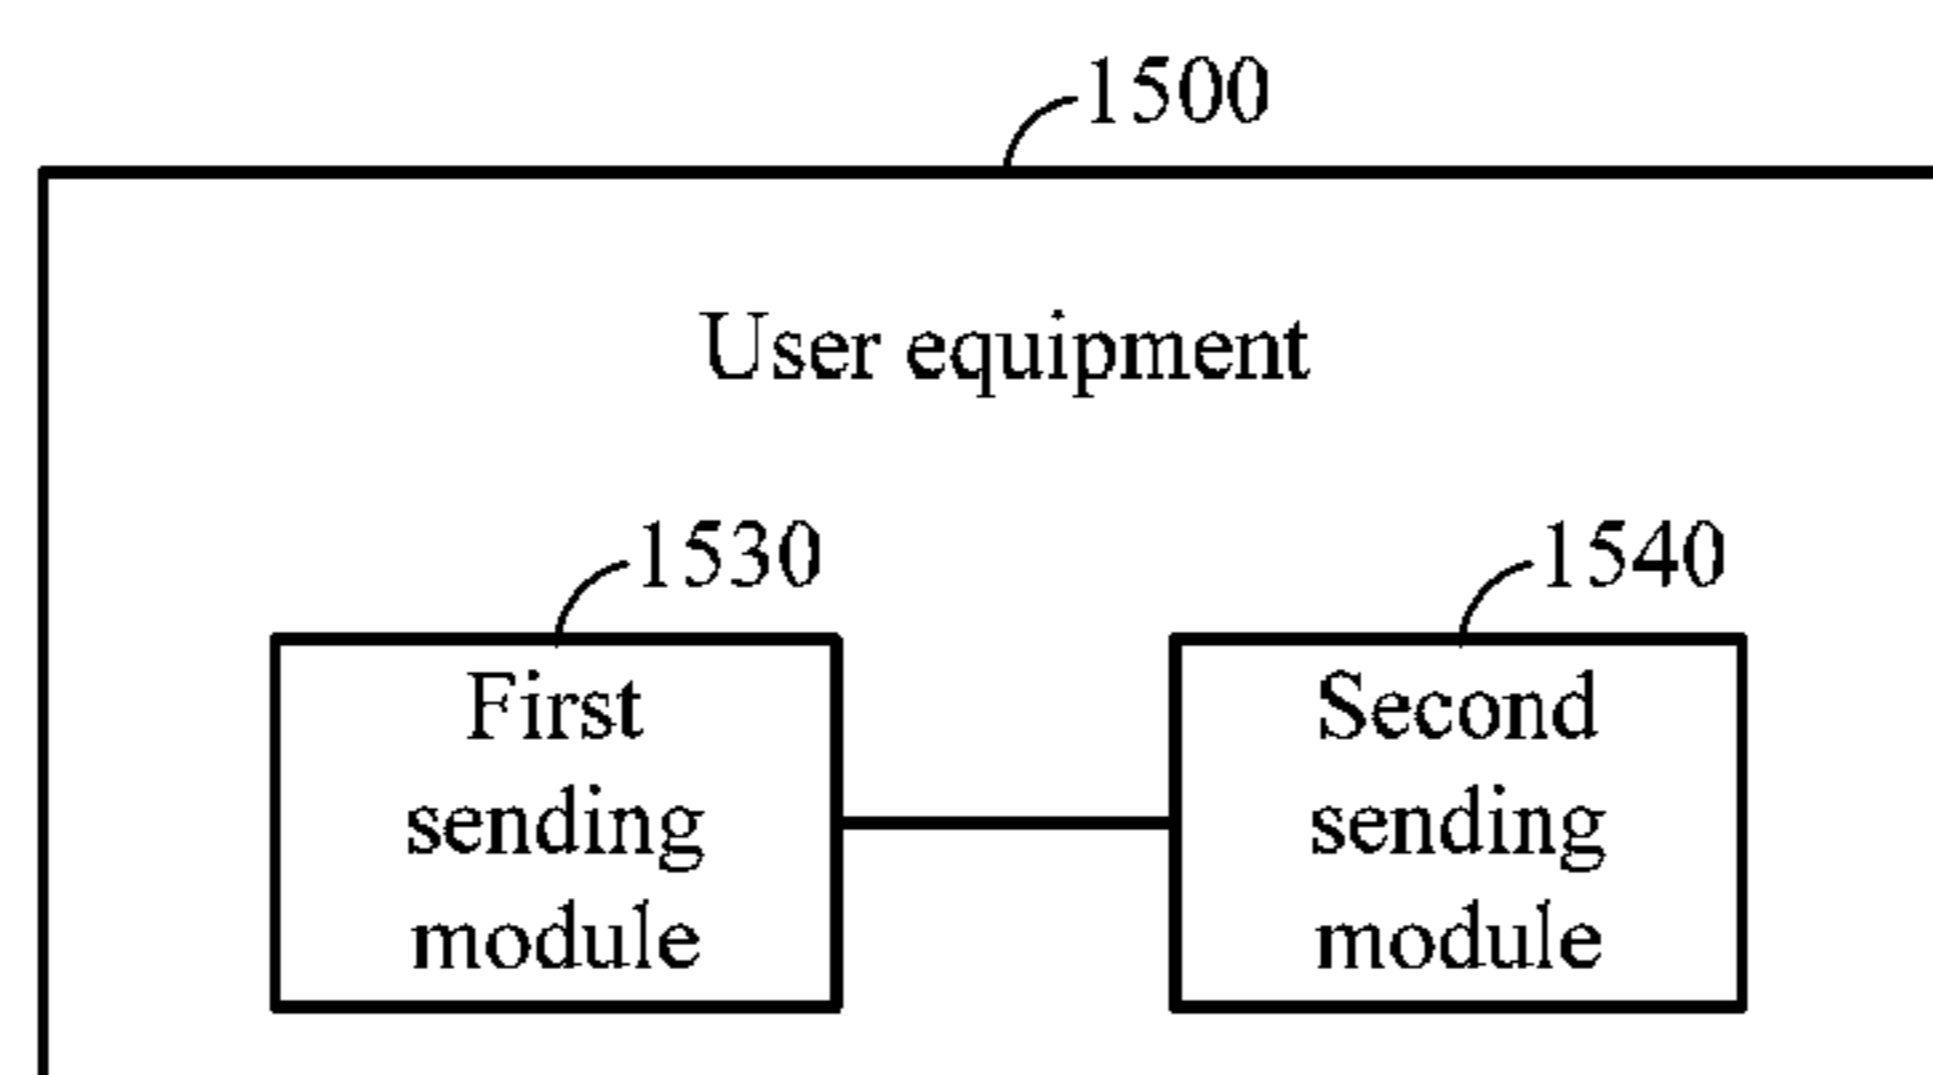 1500
User equipment
1530
1540
First
sending
module
Second
sending
module